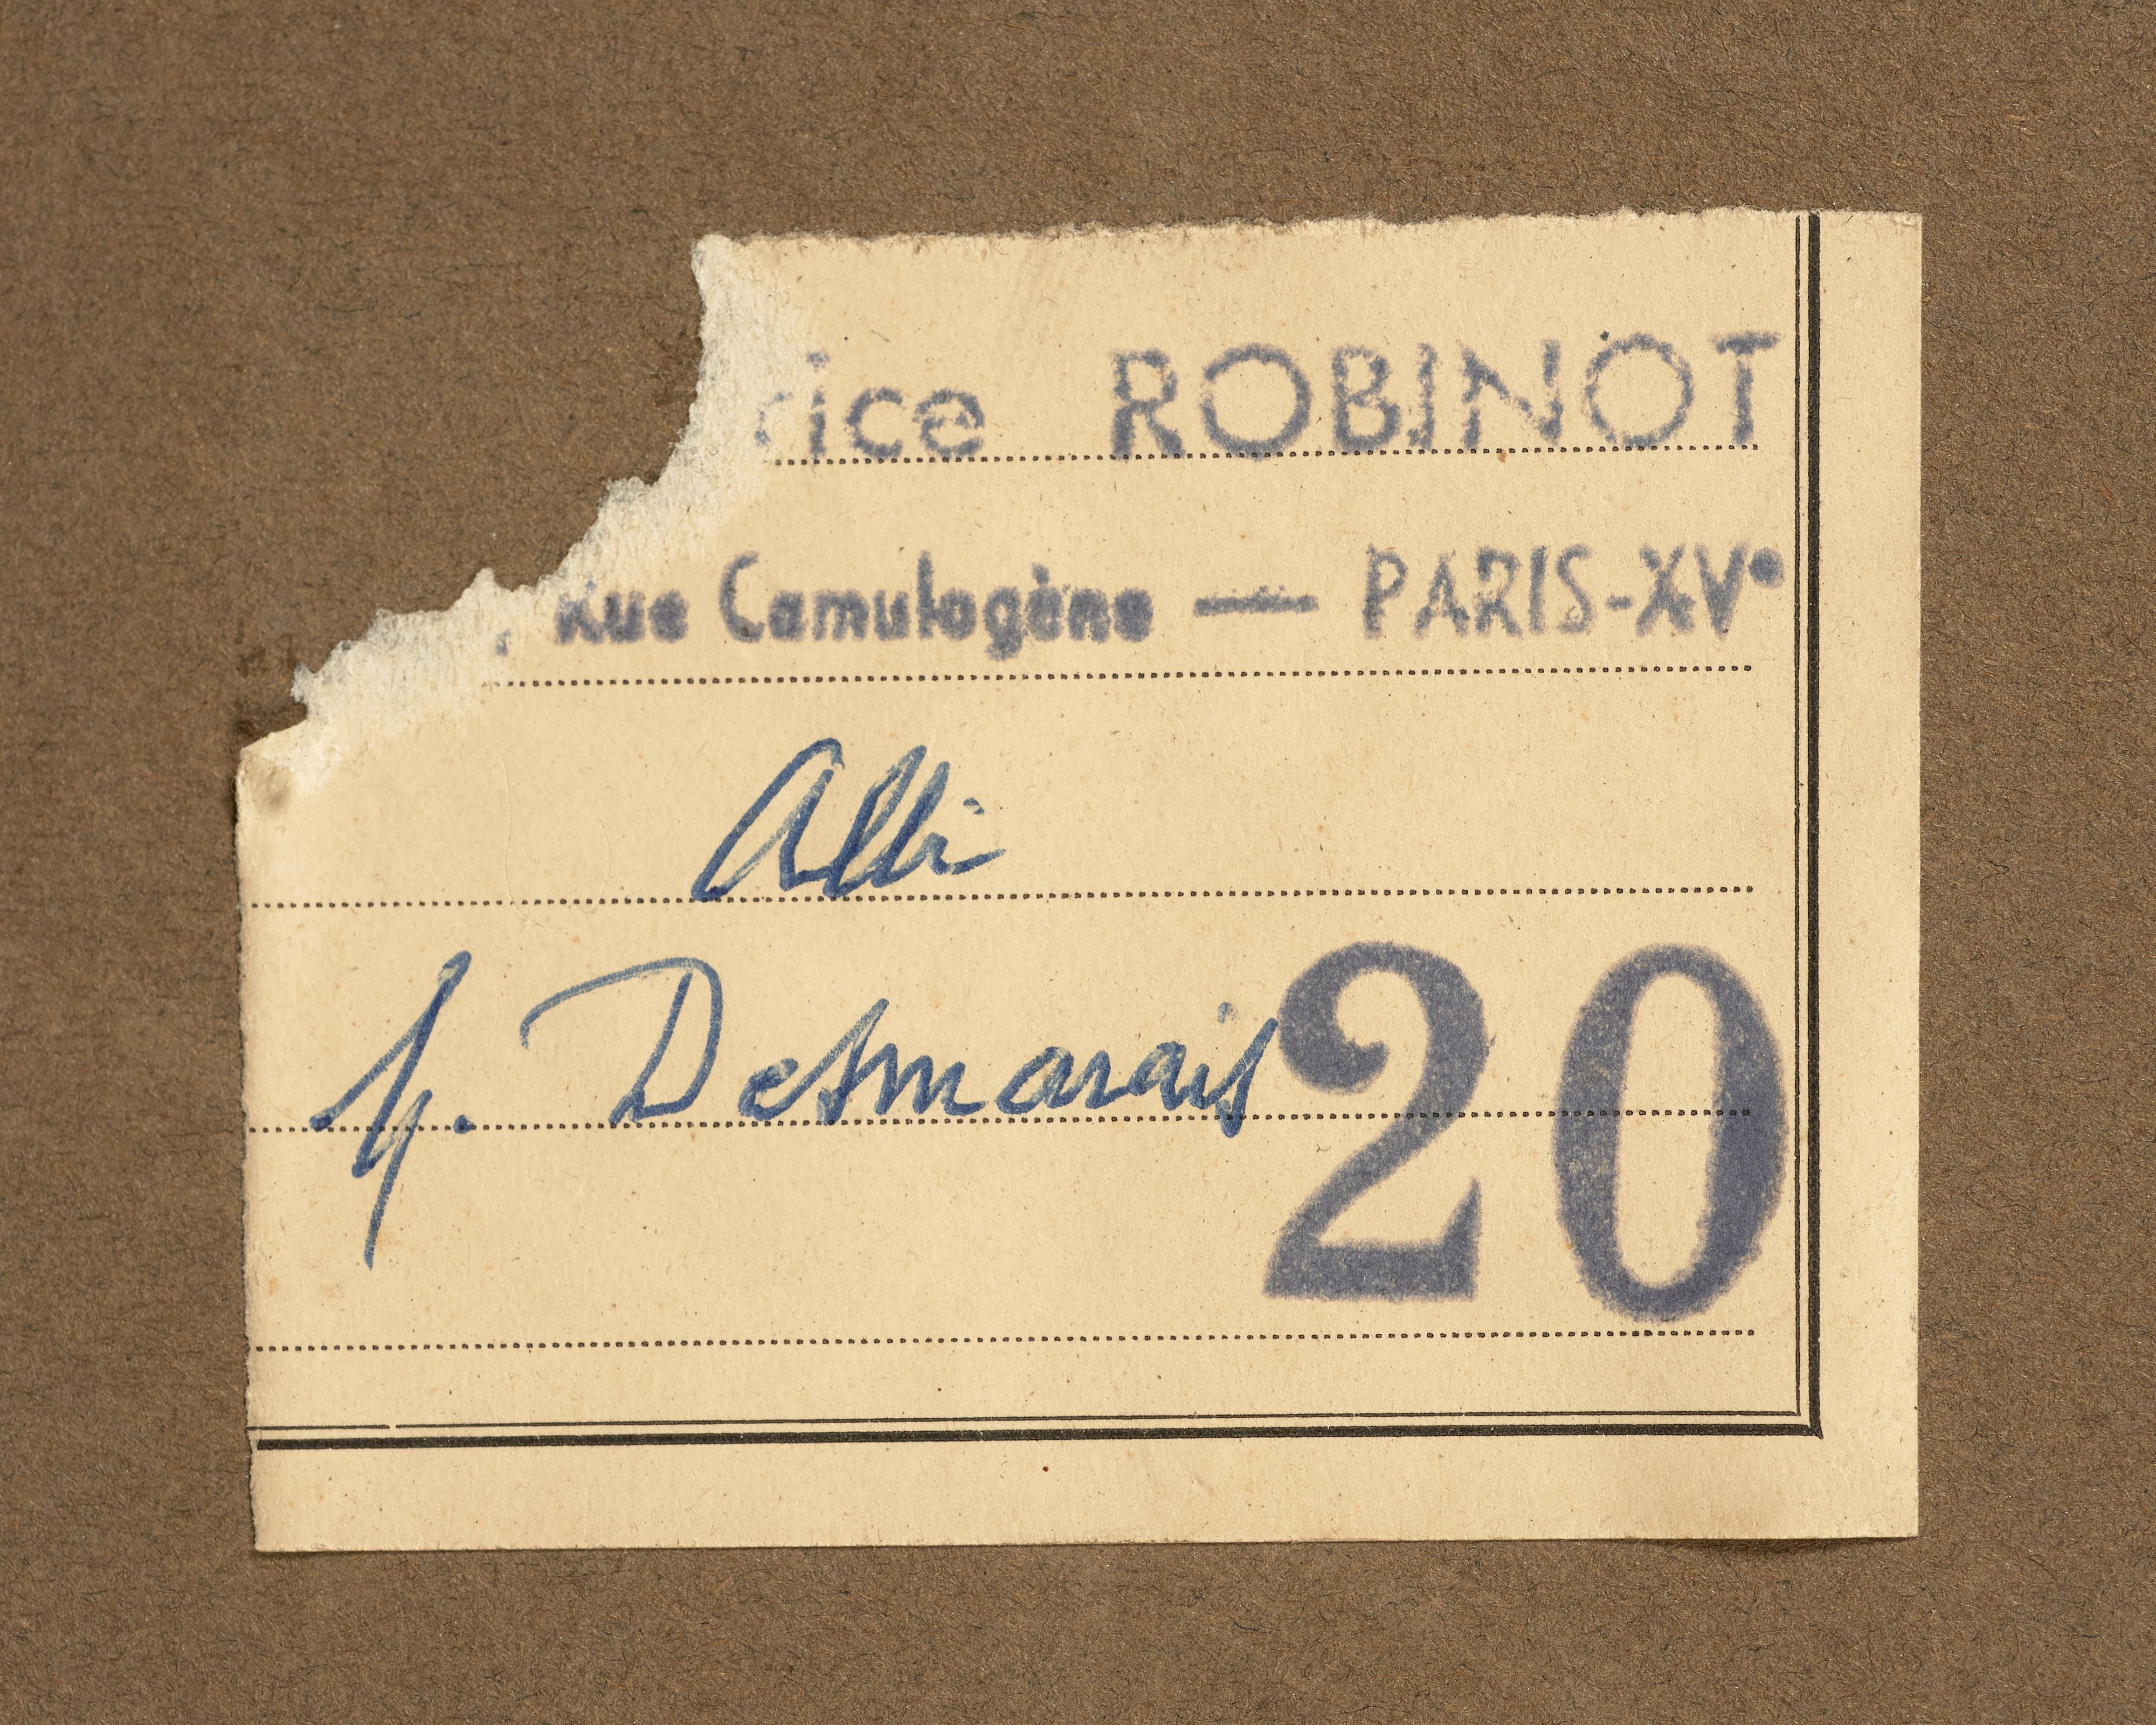 rice ROBINOT
, Rue Camulogène — PARIS-XVe
Albi
Desmarais 20